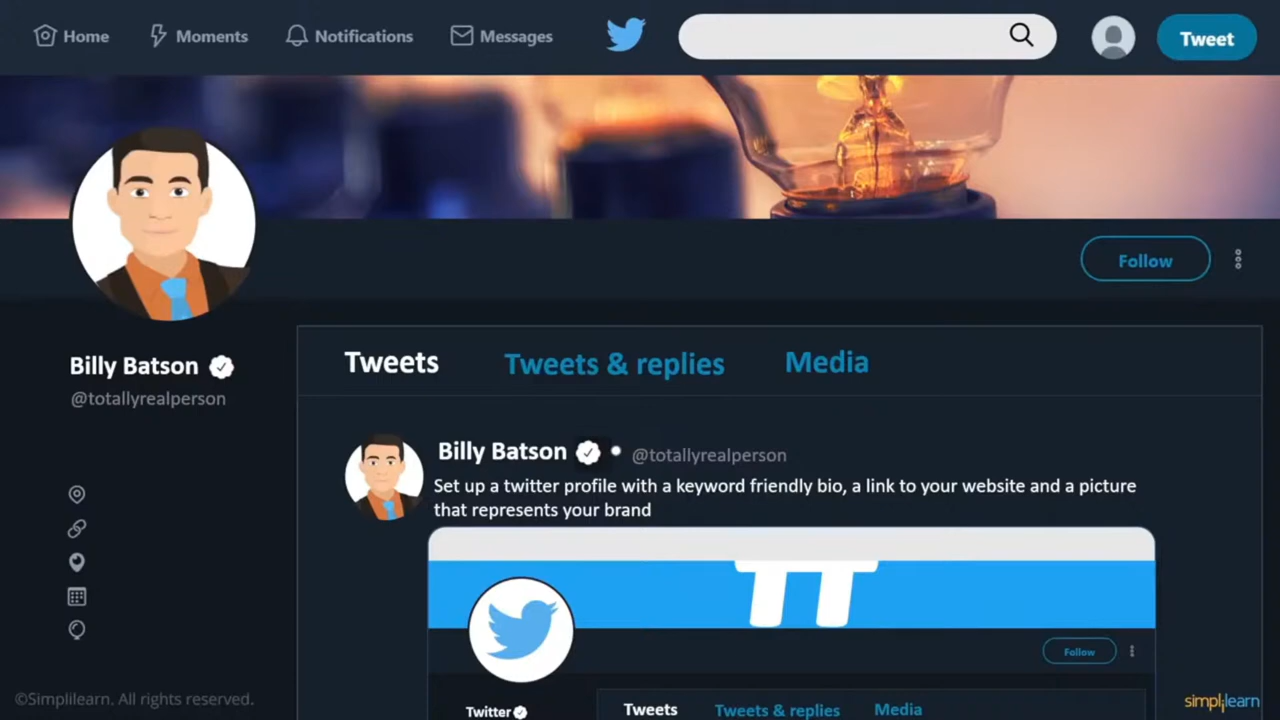 Home
Moments
Notifications
Messages
Tweet
Follow
Billy Batson
@totallyrealperson
Tweets
Tweets & replies
Media
Billy Batson
@totallyrealperson
Set up a twitter profile with a keyword friendly bio, a link to your website and a picture
that represents your brand
Follow
Twitter
Tweets
Tweets & replies
Media
©Simplilearn. All rights reserved.
simplilearn